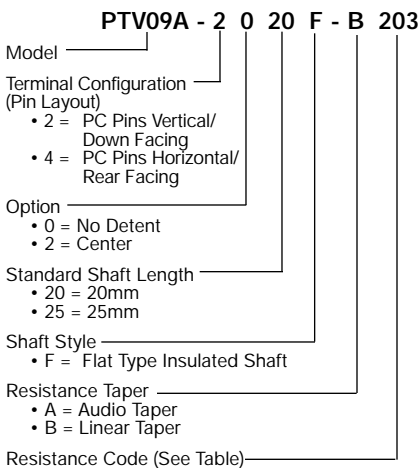 PTV09A - 2 0 20 F - B 203
Model
Terminal Configuration
(Pin Layout)
• 2 = PC Pins Vertical/
Down Facing
• 4 = PC Pins Horizontal/
Rear Facing
Option
• 0 = No Detent
• 2 = Center
Standard Shaft Length
• 20 = 20mm
• 25 = 25mm
Shaft Style
• F = Flat Type Insulated Shaft
Resistance Taper
• A = Audio Taper
• B = Linear Taper
Resistance Code (See Table)